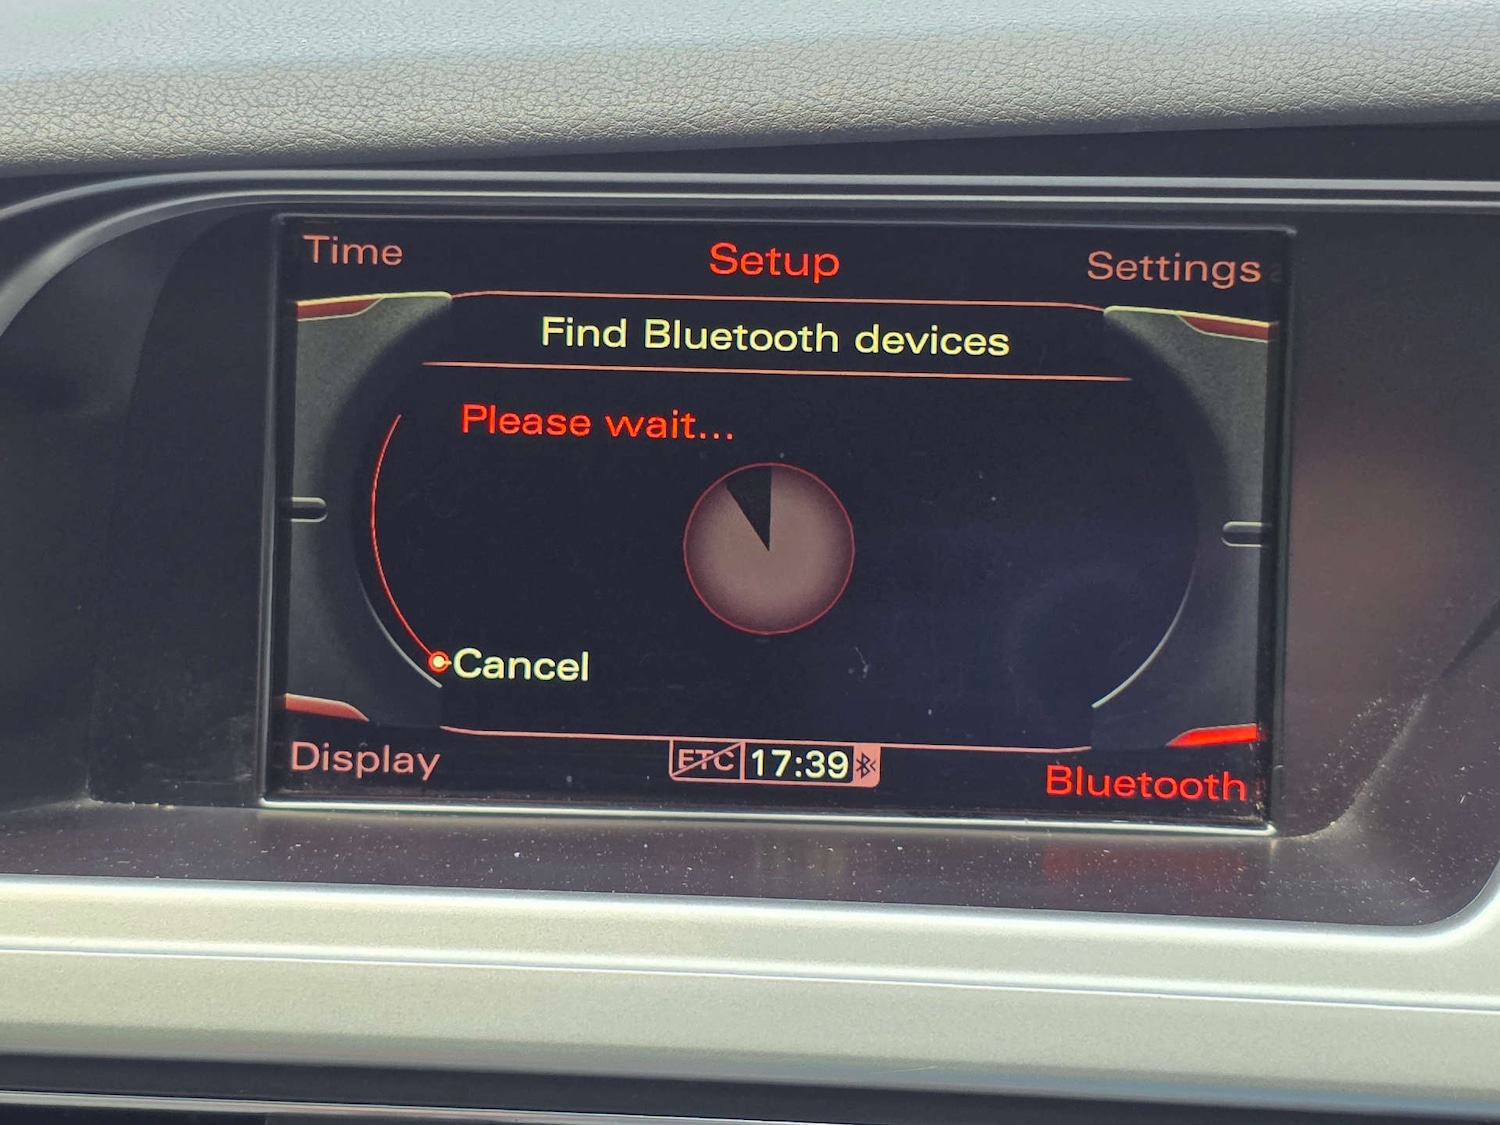 Time
Setup
Settings
Find Bluetooth devices
Please wait...
Cancel
Display
ETC 17:39
Bluetooth